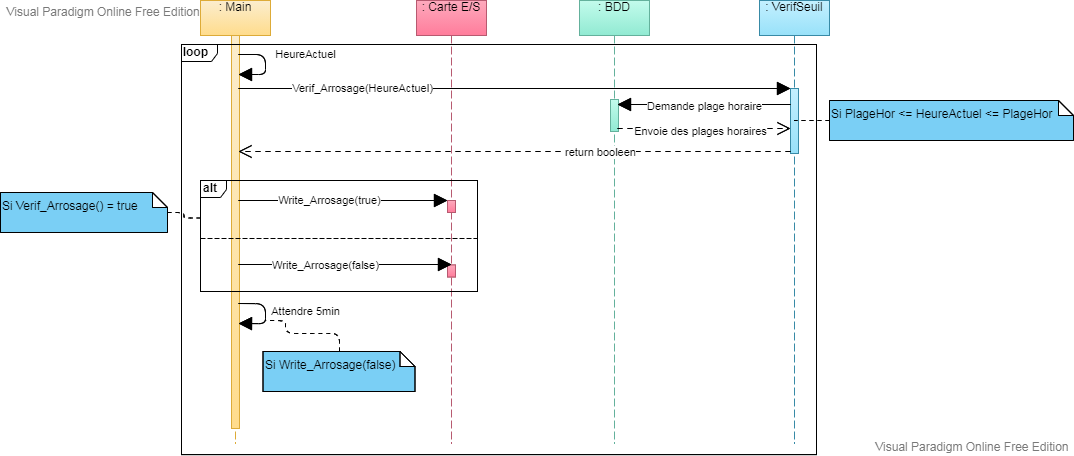 Visual Paradigm Online Free Edition
: Main
: Carte E/S
: BDD
: VerifSeuil
loop
HeureActuel
Verif_Arrosage(HeureActuel)
Demande plage horaire
Si PlageHor <= HeureActuel <= PlageHor
Envoie des plages horaires
return booleen
alt
Si Verif_Arrosage() = true
Write_Arrosage(true)
Write_Arrosage(false)
Attendre 5min
Si Write_Arrosage(false)
Visual Paradigm Online Free Edition